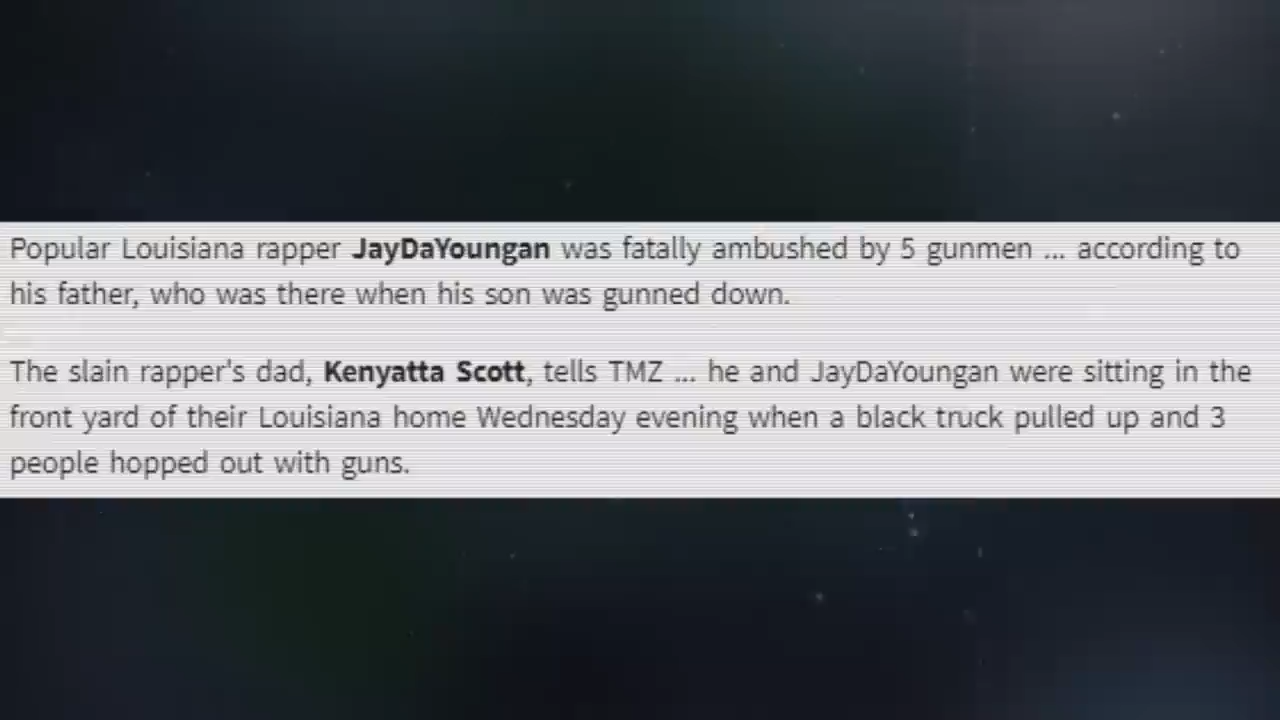 Popular Louisiana rapper JayDaYoungan was fatally ambushed by 5 gunmen ... according to
his father, who was there when his son was gunned down.
The slain rapper's dad, Kenyatta Scott, tells TMZ ... he and JayDaYoungan were sitting in the
front yard of their Louisiana home Wednesday evening when a black truck pulled up and 3
people hopped out with guns.